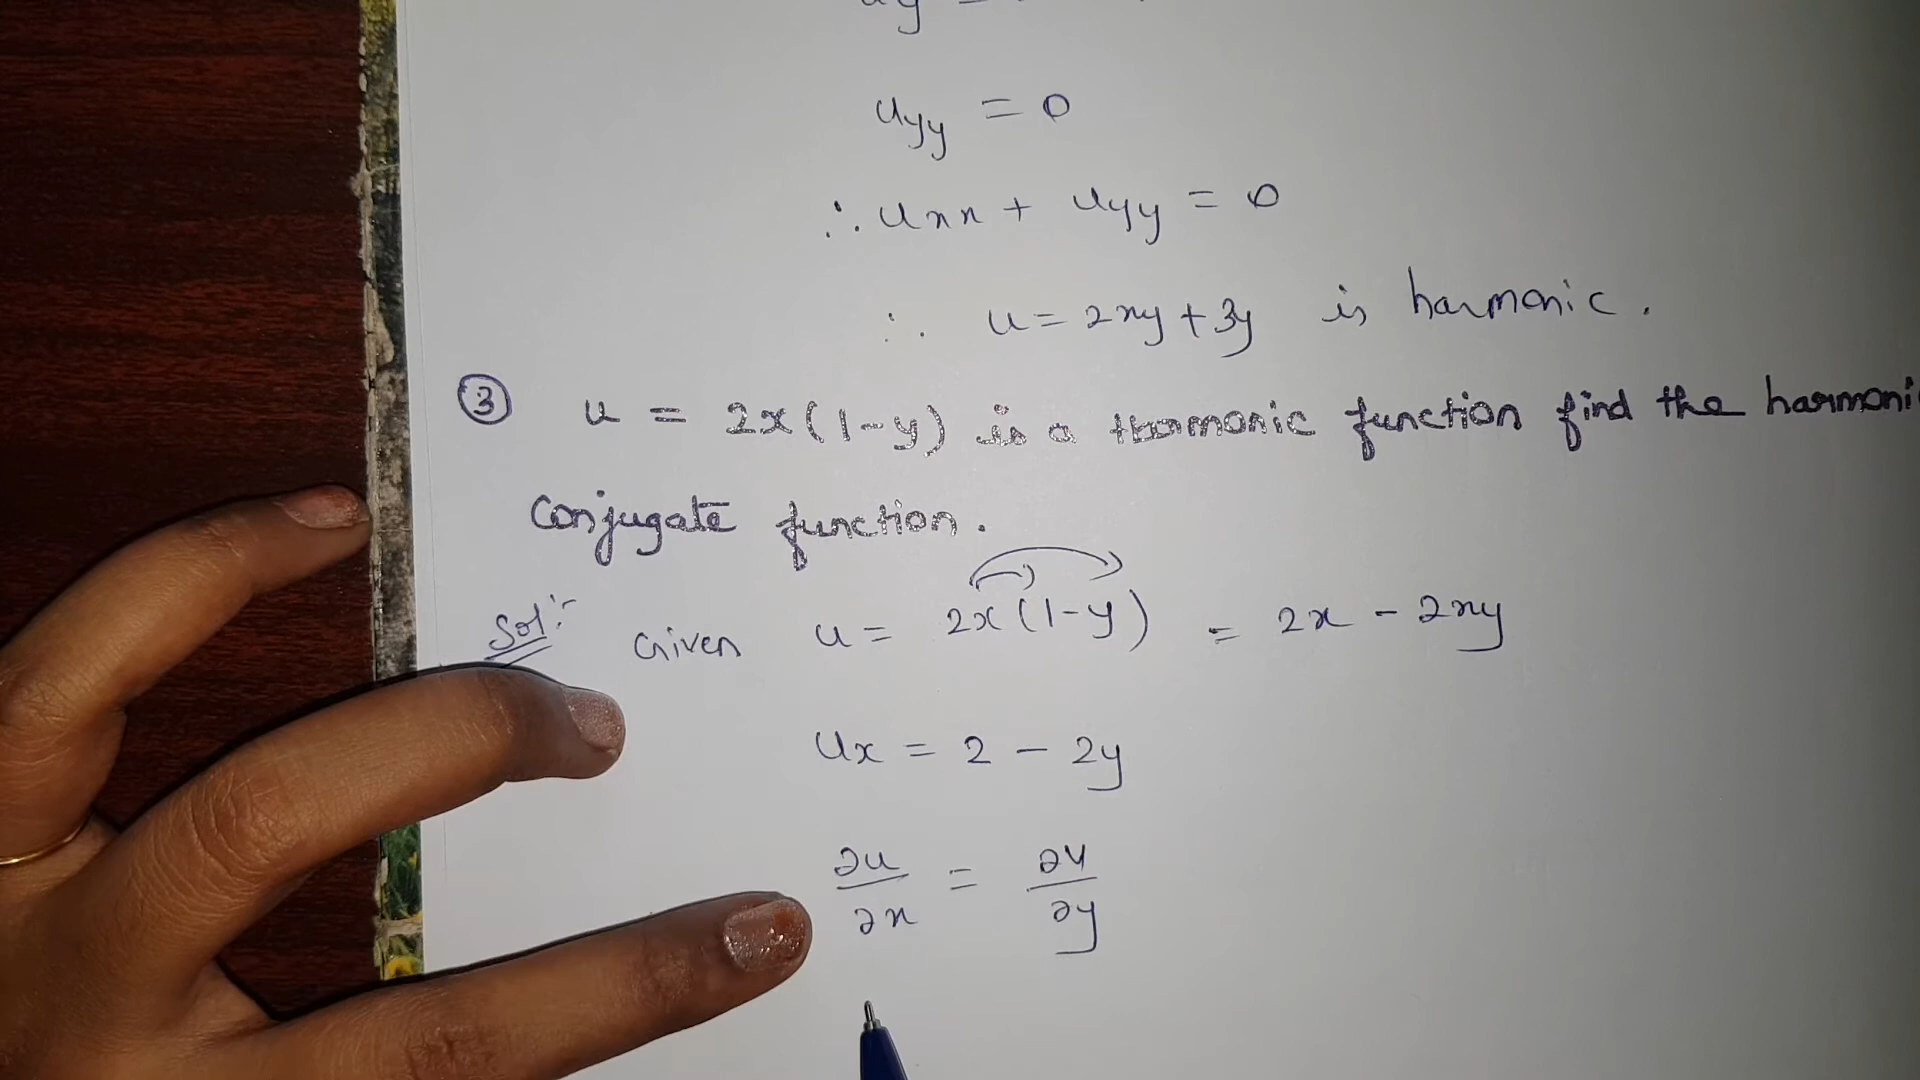 uyy = 0
∴ uxx + uyy = 0
∴ u = 2xy + 3y is harmonic.
③ u = 2x(1-y) is a Harmonic function find the harmoni
conjugate function.
Sol:- Given u = 2x(1-y) = 2x - 2xy
ux = 2 - 2y
∂u/∂x = ∂v/∂y